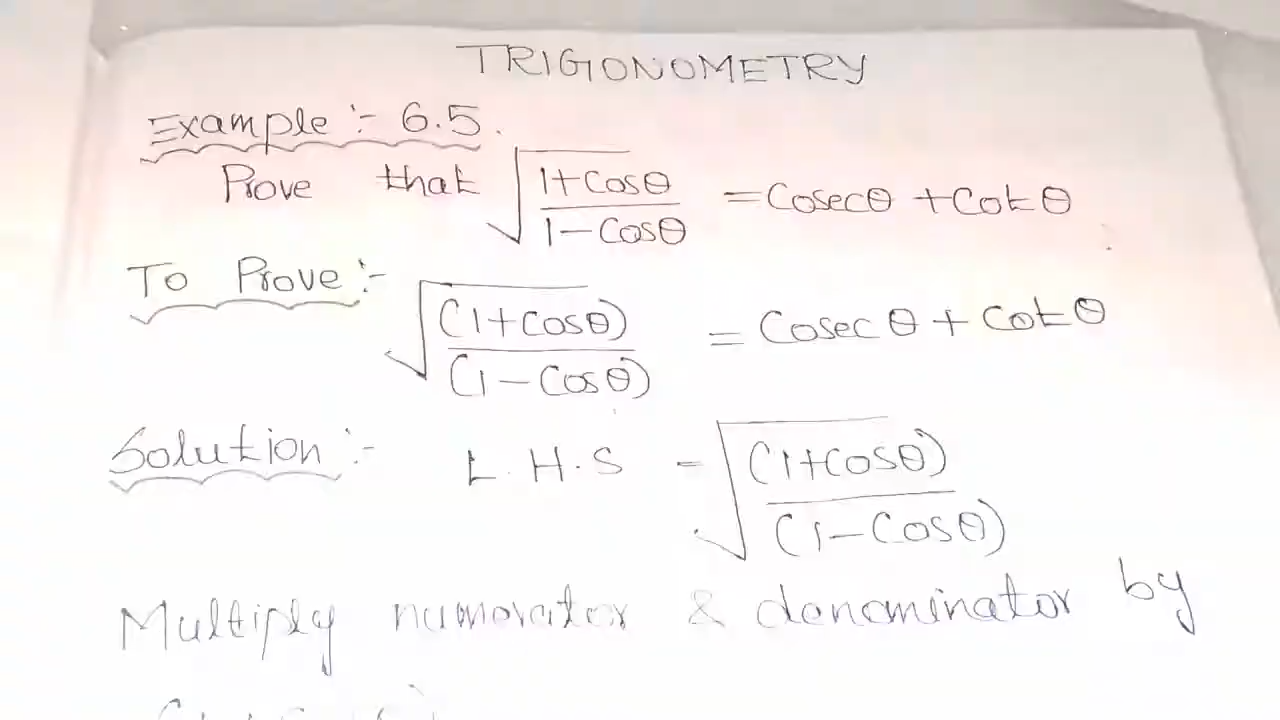 TRIGONOMETRY
Example :- 6.5.
Prove that √(1+Cosθ / 1-Cosθ) = Cosecθ + Cotθ
To Prove :- √((1+Cosθ) / (1-Cosθ)) = Cosec θ + Cot θ
Solution :- L.H.S = √((1+Cosθ) / (1-Cosθ))
Multiply numerator & denominator by